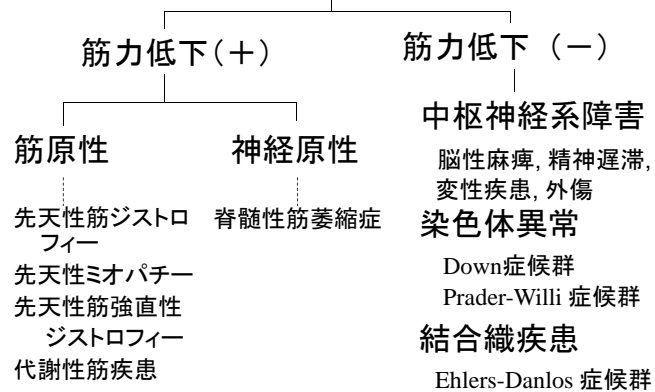 筋力低下(+)
筋力低下 (-)
筋原性
神経原性
先天性筋ジストロ
フィー
先天性ミオパチー
先天性筋強直性
ジストロフィー
代謝性筋疾患
脊髄性筋萎縮症
中枢神経系障害
脳性麻痺, 精神遅滞,
変性疾患, 外傷
染色体異常
Down症候群
Prader-Willi 症候群
結合織疾患
Ehlers-Danlos 症候群